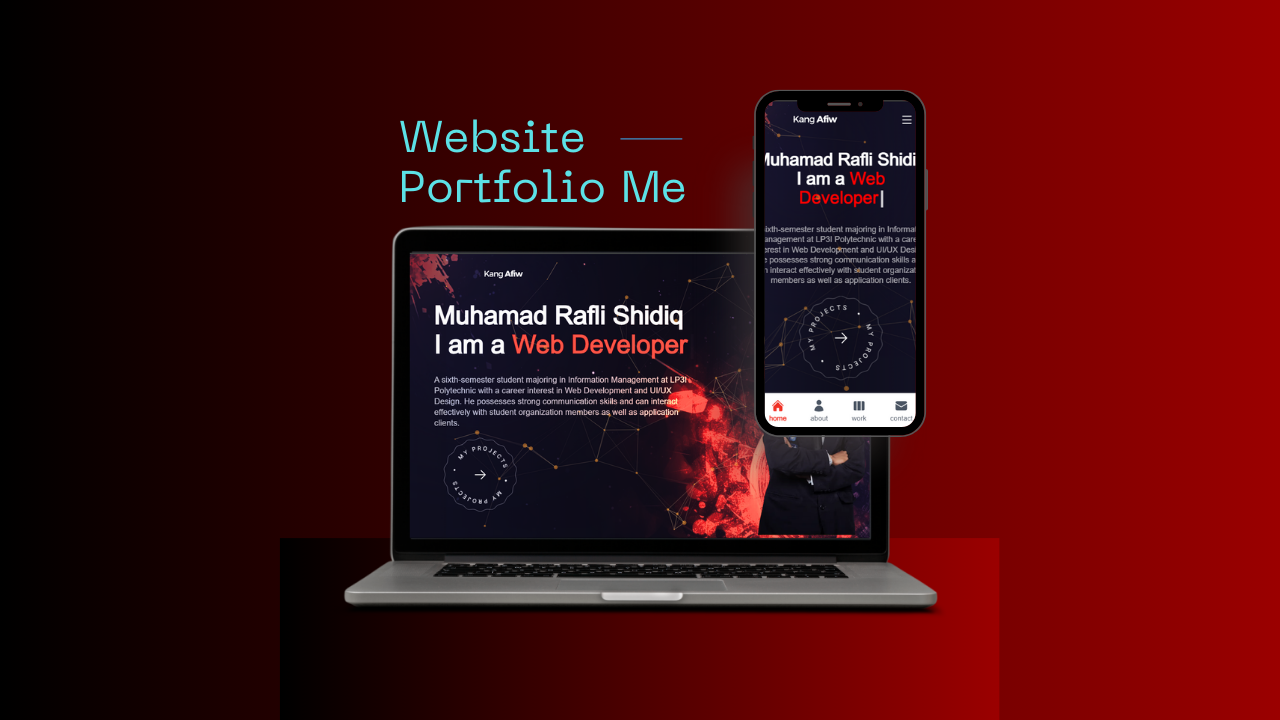 Website
Portfolio Me
Kang Afiw
Muhamad Rafli Shidiq
I am a Web Developer
A sixth-semester student majoring in Information Management at LP3I
Polytechnic with a career interest in Web Development and UI/UX
Design. He possesses strong communication skills and can interact
effectively with student organization members as well as application
clients.
MY PROJECTS • MY PROJECTS •
Kang Afiw
Muhamad Rafli Shidi
I am a Web
Developer|
ixth-semester student majoring in Informat
anagement at LP3I Polytechnic with a care
erest in Web Development and UI/UX Desi
e possesses strong communication skills a
n interact effectively with student organizat
members as well as application clients.
MY PROJECTS • MY PROJECTS •
home about work contact